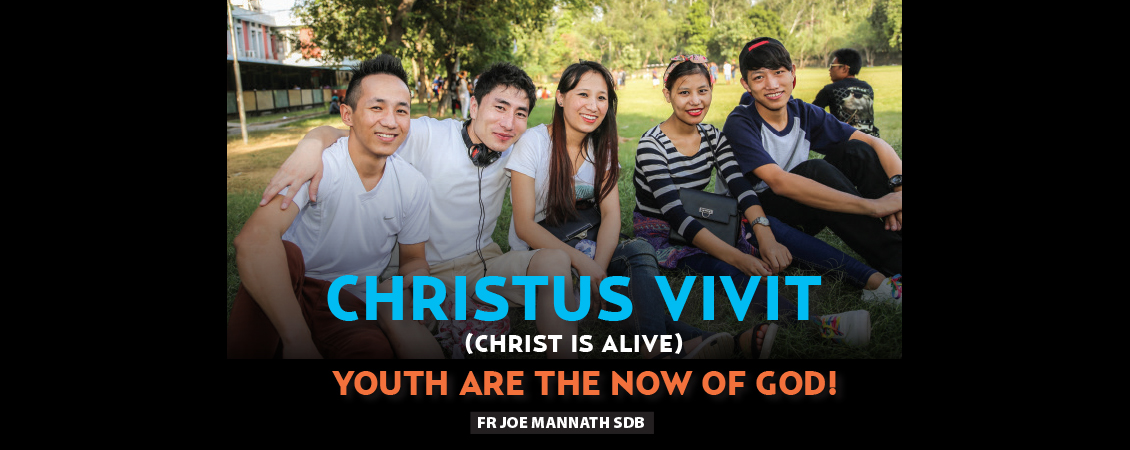 CHRISTUS VIVIT
(CHRIST IS ALIVE)
YOUTH ARE THE NOW OF GOD!
FR JOE MANNATH SDB